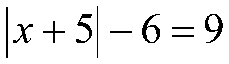 |x + 5| − 6 = 9